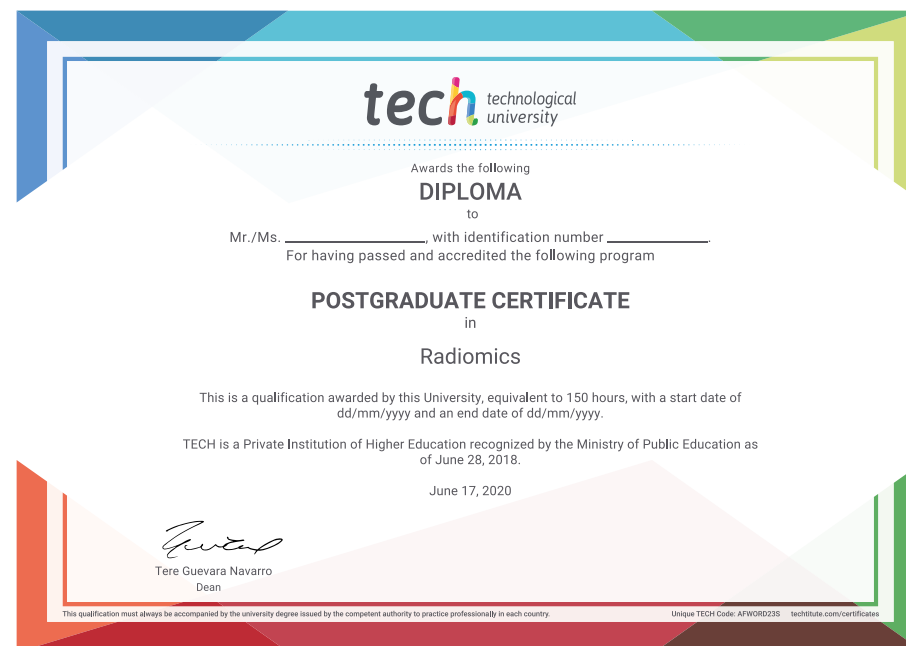 tech technological
university
Awards the following
DIPLOMA
to
Mr./Ms. ____________________, with identification number ______________.
For having passed and accredited the following program
POSTGRADUATE CERTIFICATE
in
Radiomics
This is a qualification awarded by this University, equivalent to 150 hours, with a start date of
dd/mm/yyyy and an end date of dd/mm/yyyy.
TECH is a Private Institution of Higher Education recognized by the Ministry of Public Education as
of June 28, 2018.
June 17, 2020
Tere Guevara Navarro
Dean
This qualification must always be accompanied by the university degree issued by the competent authority to practice professionally in each country.
Unique TECH Code: AFWORD23S techtitute.com/certificates